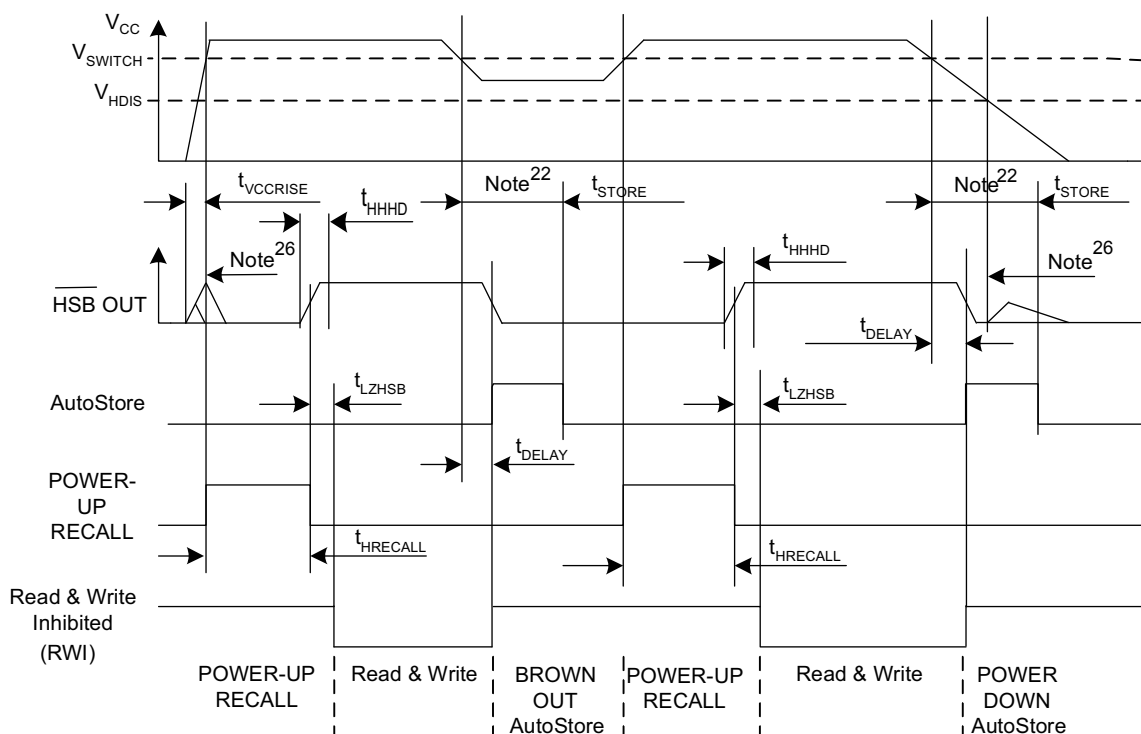 VCC
VSWITCH
VHDIS
tVCCRISE
tHHHD
Note22
tSTORE
Note22
tSTORE
Note26
tHHHD
Note26
HSB OUT
tDELAY
tLZHSB
tLZHSB
AutoStore
tDELAY
POWER-
UP
RECALL
tHRECALL
tHRECALL
Read & Write
Inhibited
(RWI)
POWER-UP
RECALL
Read & Write
BROWN
OUT
AutoStore
POWER-UP
RECALL
Read & Write
POWER
DOWN
AutoStore